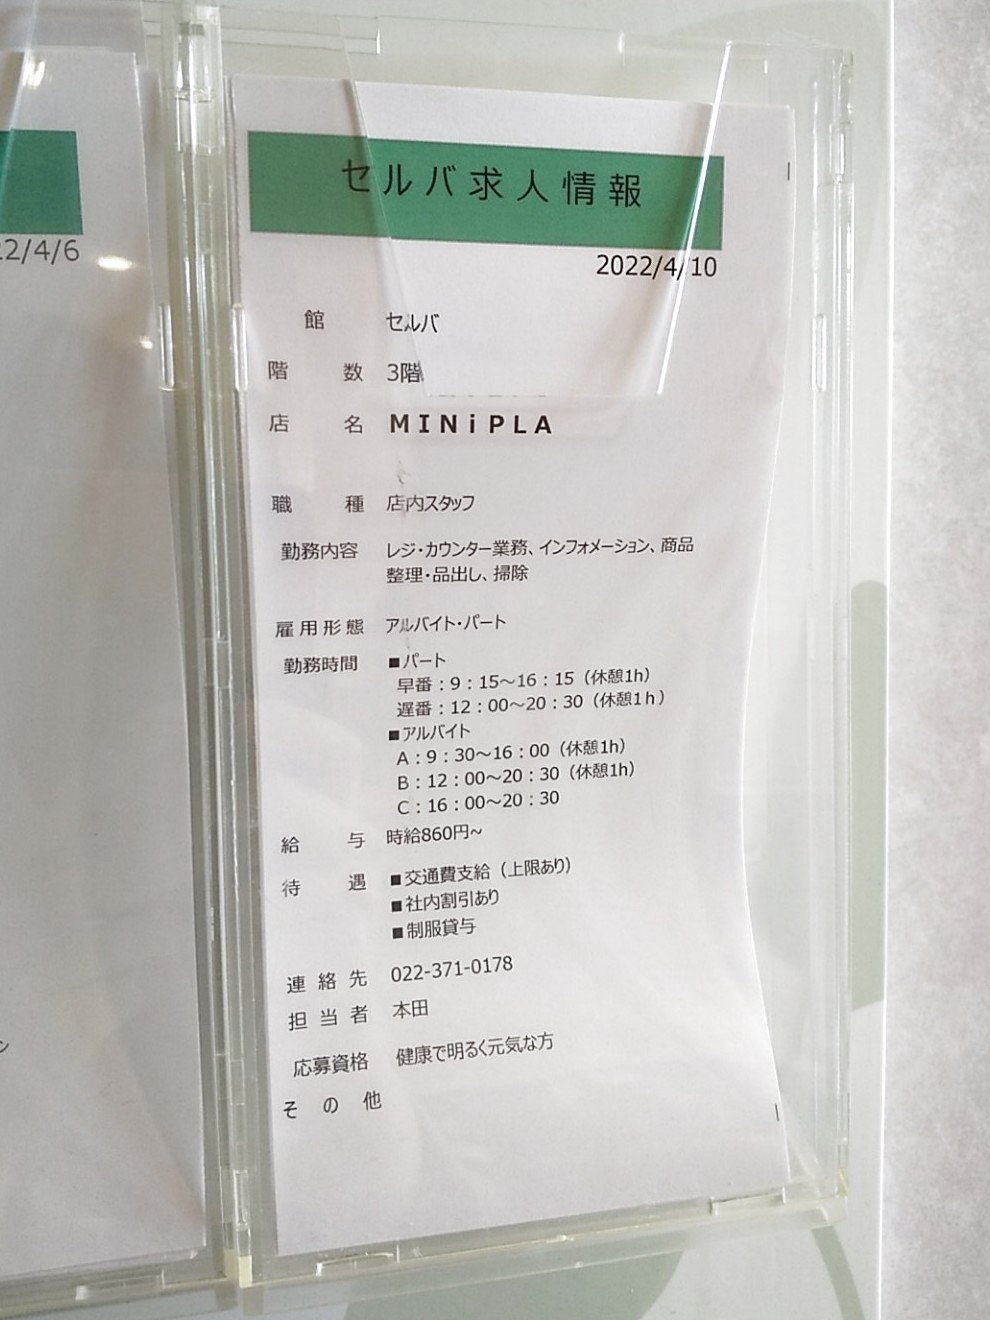 セルバ求人情報
22/4/6
2022/4/10
館 セルバ
階数 3階
店名 MINiPLA
職種 店内スタッフ
勤務内容 レジ・カウンター業務、インフォメーション、商品
整理・品出し、掃除
雇用形態 アルバイト・パート
勤務時間 ■パート
早番：9：15～16：15（休憩1h）
遅番：12：00～20：30（休憩1ｈ）
■アルバイト
A：9：30～16：00（休憩1h）
B：12：00～20：30（休憩1h）
C：16：00～20：30
給与 時給860円~
待遇 ■交通費支給（上限あり）
■社内割引あり
■制服貸与
連絡先 022-371-0178
担当者 本田
応募資格 健康で明るく元気な方
その他